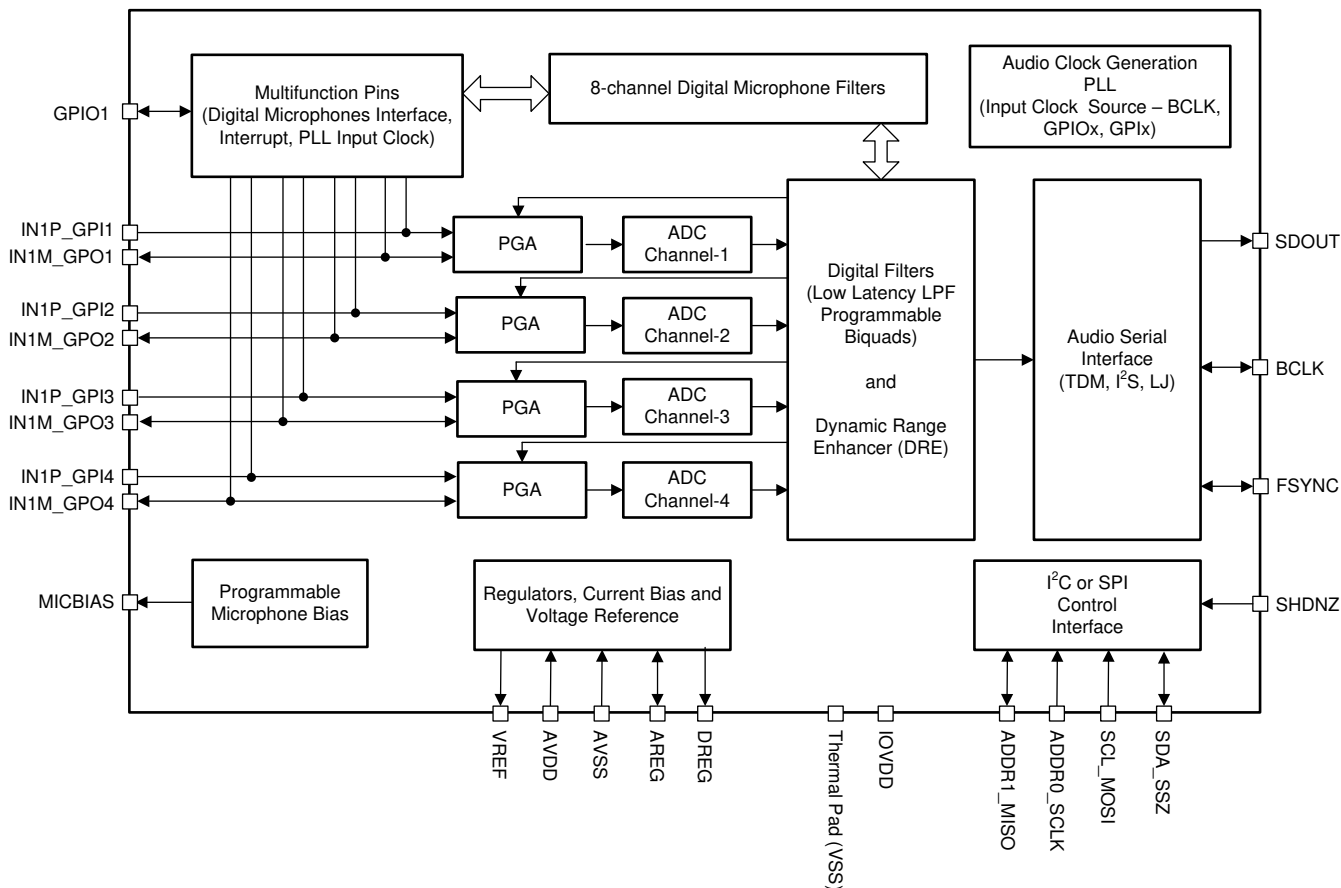 Multifunction Pins
(Digital Microphones Interface,
Interrupt, PLL Input Clock)
8-channel Digital Microphone Filters
Audio Clock Generation
PLL
(Input Clock Source – BCLK,
GPIOx, GPIx)
GPIO1
IN1P_GPI1
IN1M_GPO1
IN1P_GPI2
IN1M_GPO2
IN1P_GPI3
IN1M_GPO3
IN1P_GPI4
IN1M_GPO4
MICBIAS
PGA
ADC
Channel-1
PGA
ADC
Channel-2
PGA
ADC
Channel-3
PGA
ADC
Channel-4
Digital Filters
(Low Latency LPF
Programmable
Biquads)
and
Dynamic Range
Enhancer (DRE)
Audio Serial
Interface
(TDM, I²S, LJ)
SDOUT
BCLK
FSYNC
SHDNZ
Programmable
Microphone Bias
Regulators, Current Bias and
Voltage Reference
I²C or SPI
Control
Interface
VREF
AVDD
AVSS
AREG
DREG
Thermal Pad (VSS)
IOVDD
ADDR1_MISO
ADDR0_SCLK
SCL_MOSI
SDA_SSZ